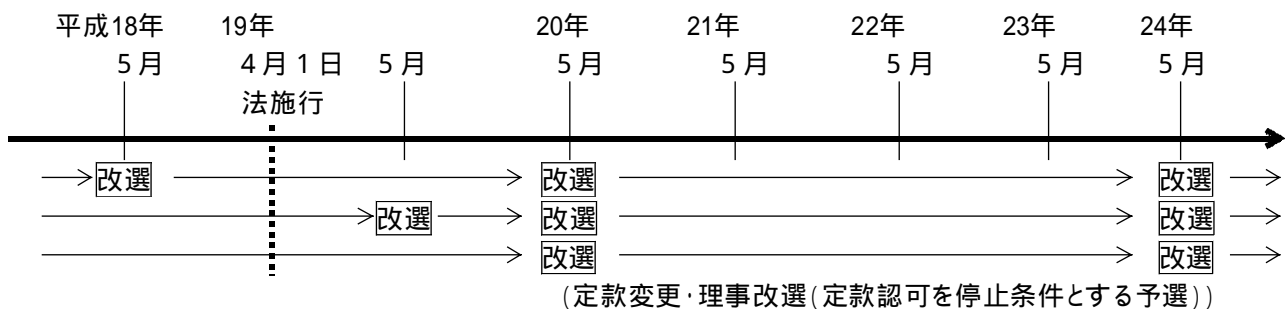 平成18年 19年 20年 21年 22年 23年 24年
5月 4月1日 5月 5月 5月 5月 5月 5月
法施行
改選 改選 改選
改選 改選 改選
改選 改選
(定款変更・理事改選(定款認可を停止条件とする予選))